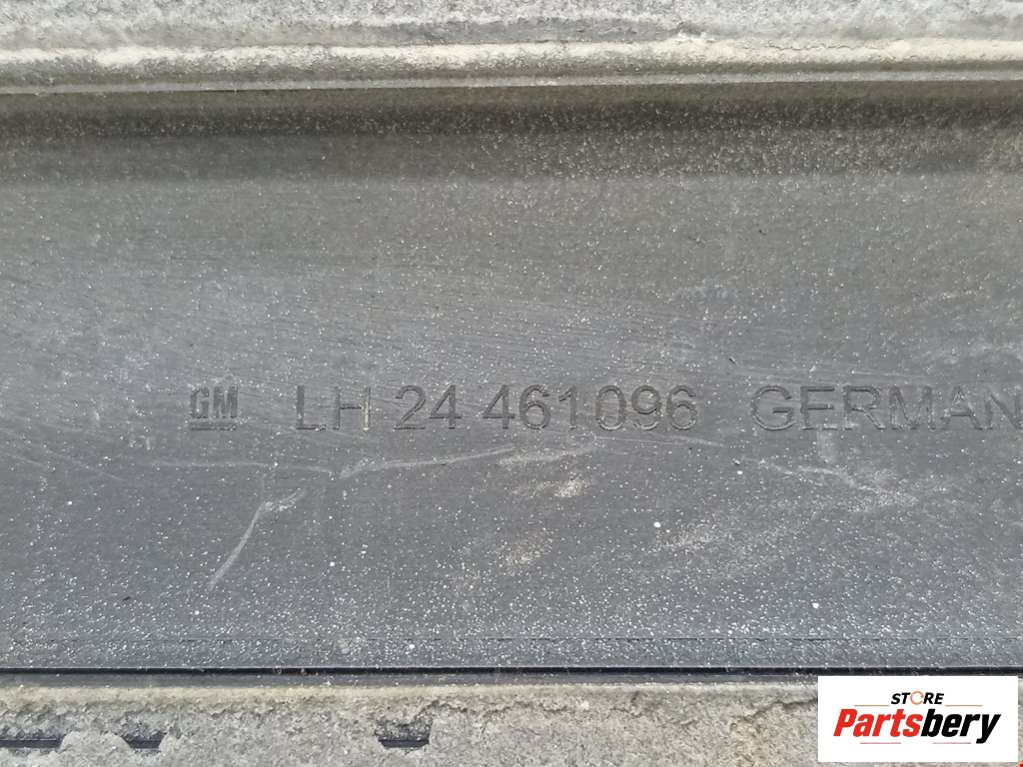 GM LH 24 461096 GERMAN
STORE
Partsbery